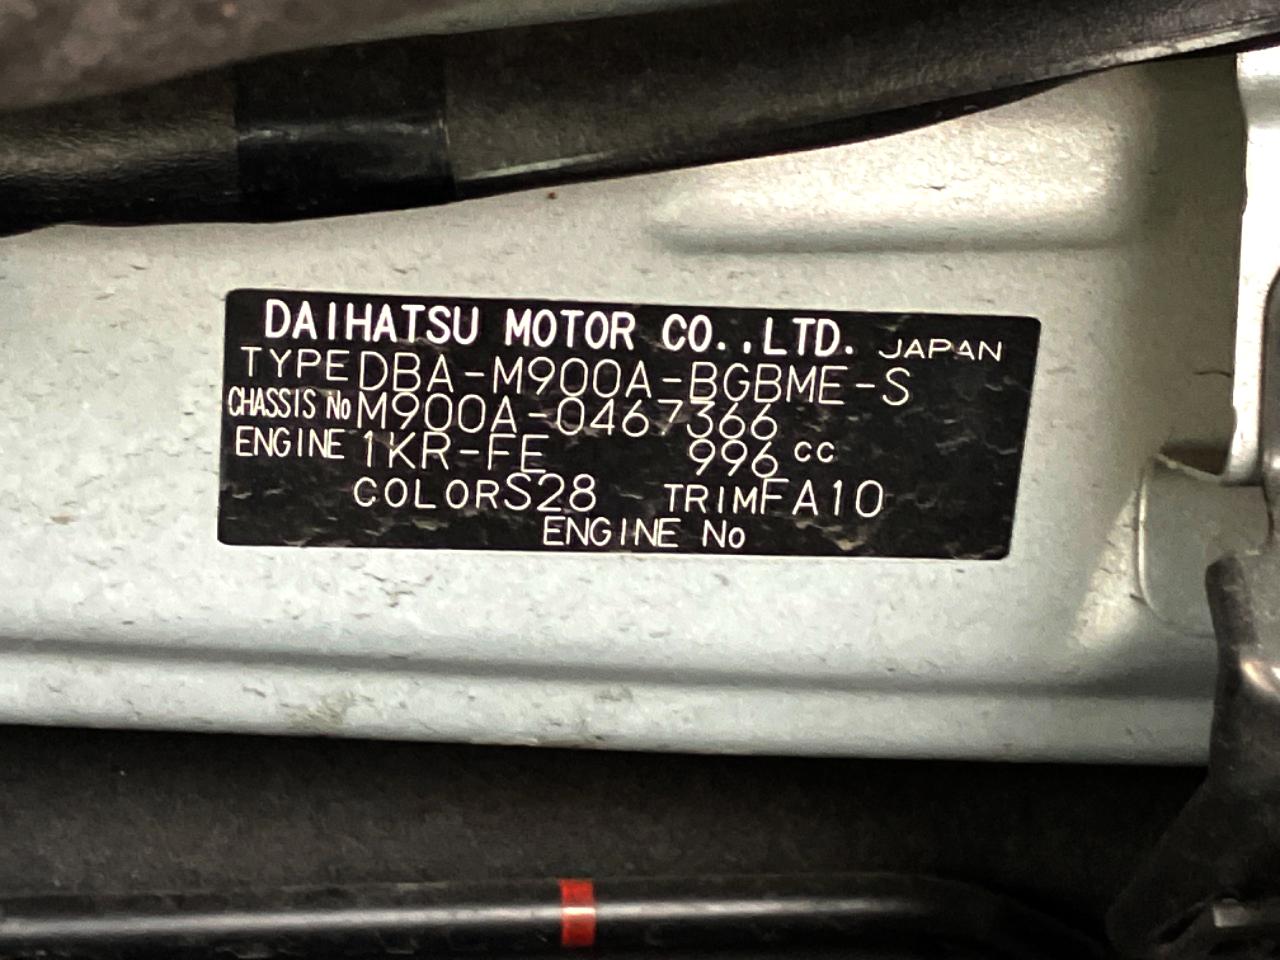 DAIHATSU MOTOR CO.,LTD. JAPAN
TYPE DBA-M900A-BGBME-S
CHASSIS No M900A-0467366
ENGINE 1KR-FE 996 cc
COLOR S28 TRIM FA10
ENGINE No